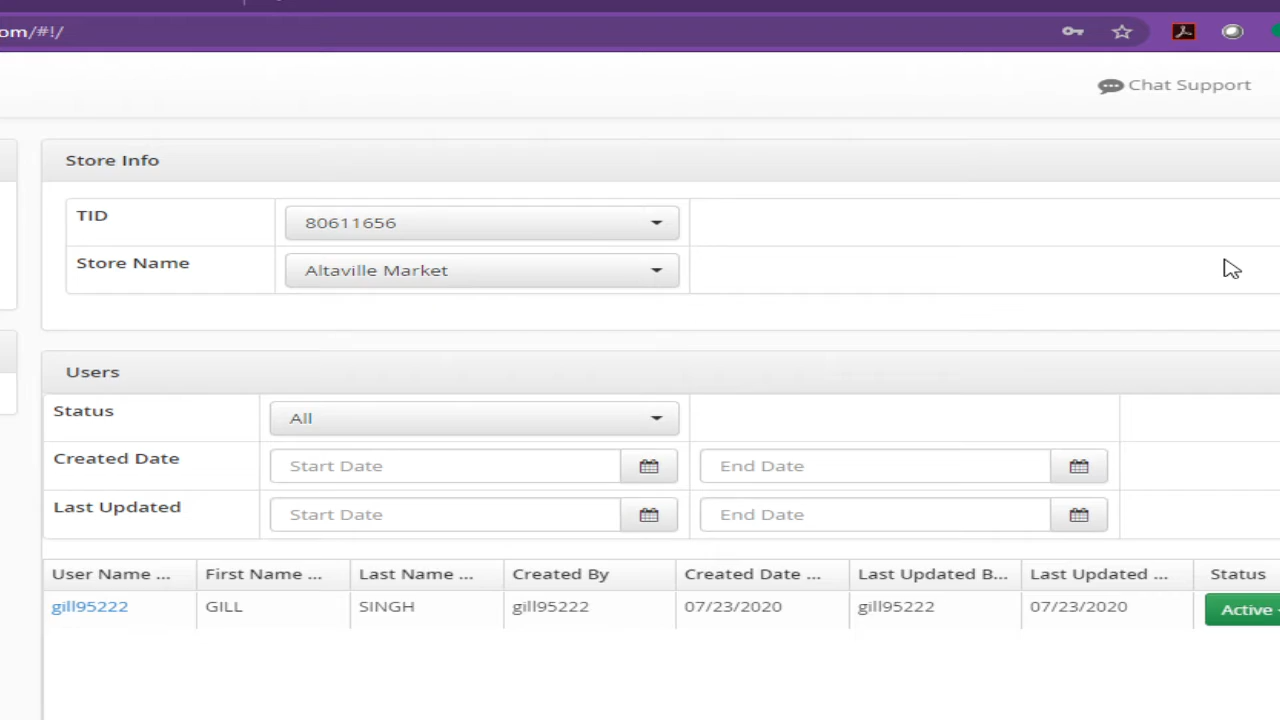 om/#!/
Chat Support
Store Info
TID
80611656
Store Name
Altaville Market
Users
Status
All
Created Date
Start Date
End Date
Last Updated
Start Date
End Date
User Name ... First Name ... Last Name ... Created By Created Date ... Last Updated B... Last Updated ... Status
gill95222 GILL SINGH gill95222 07/23/2020 gill95222 07/23/2020 Active